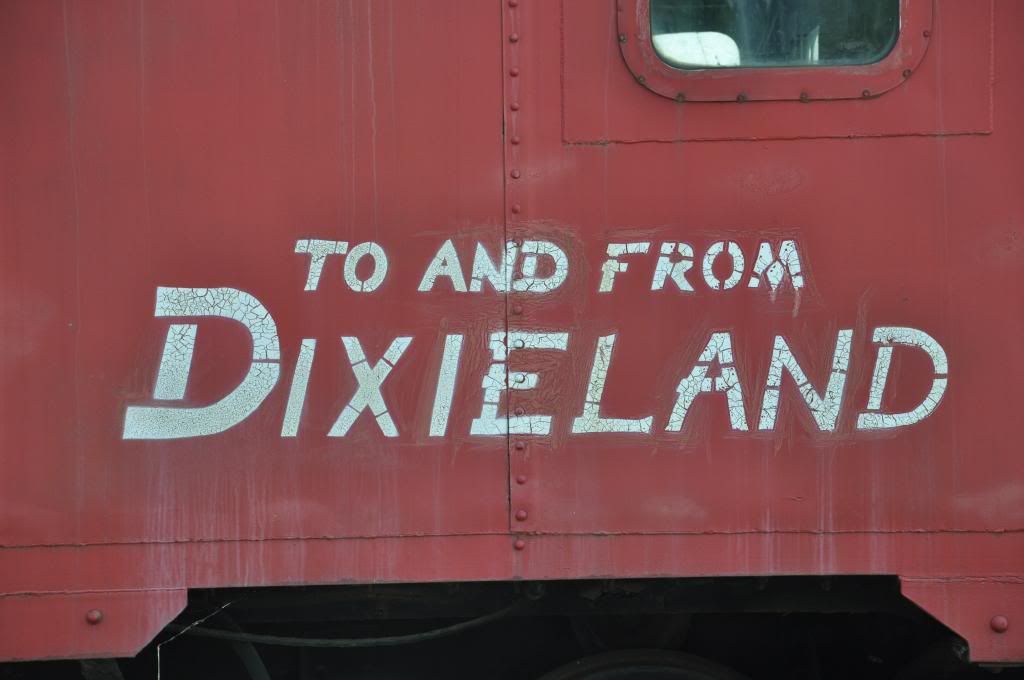 TO AND FROM
DIXIELAND